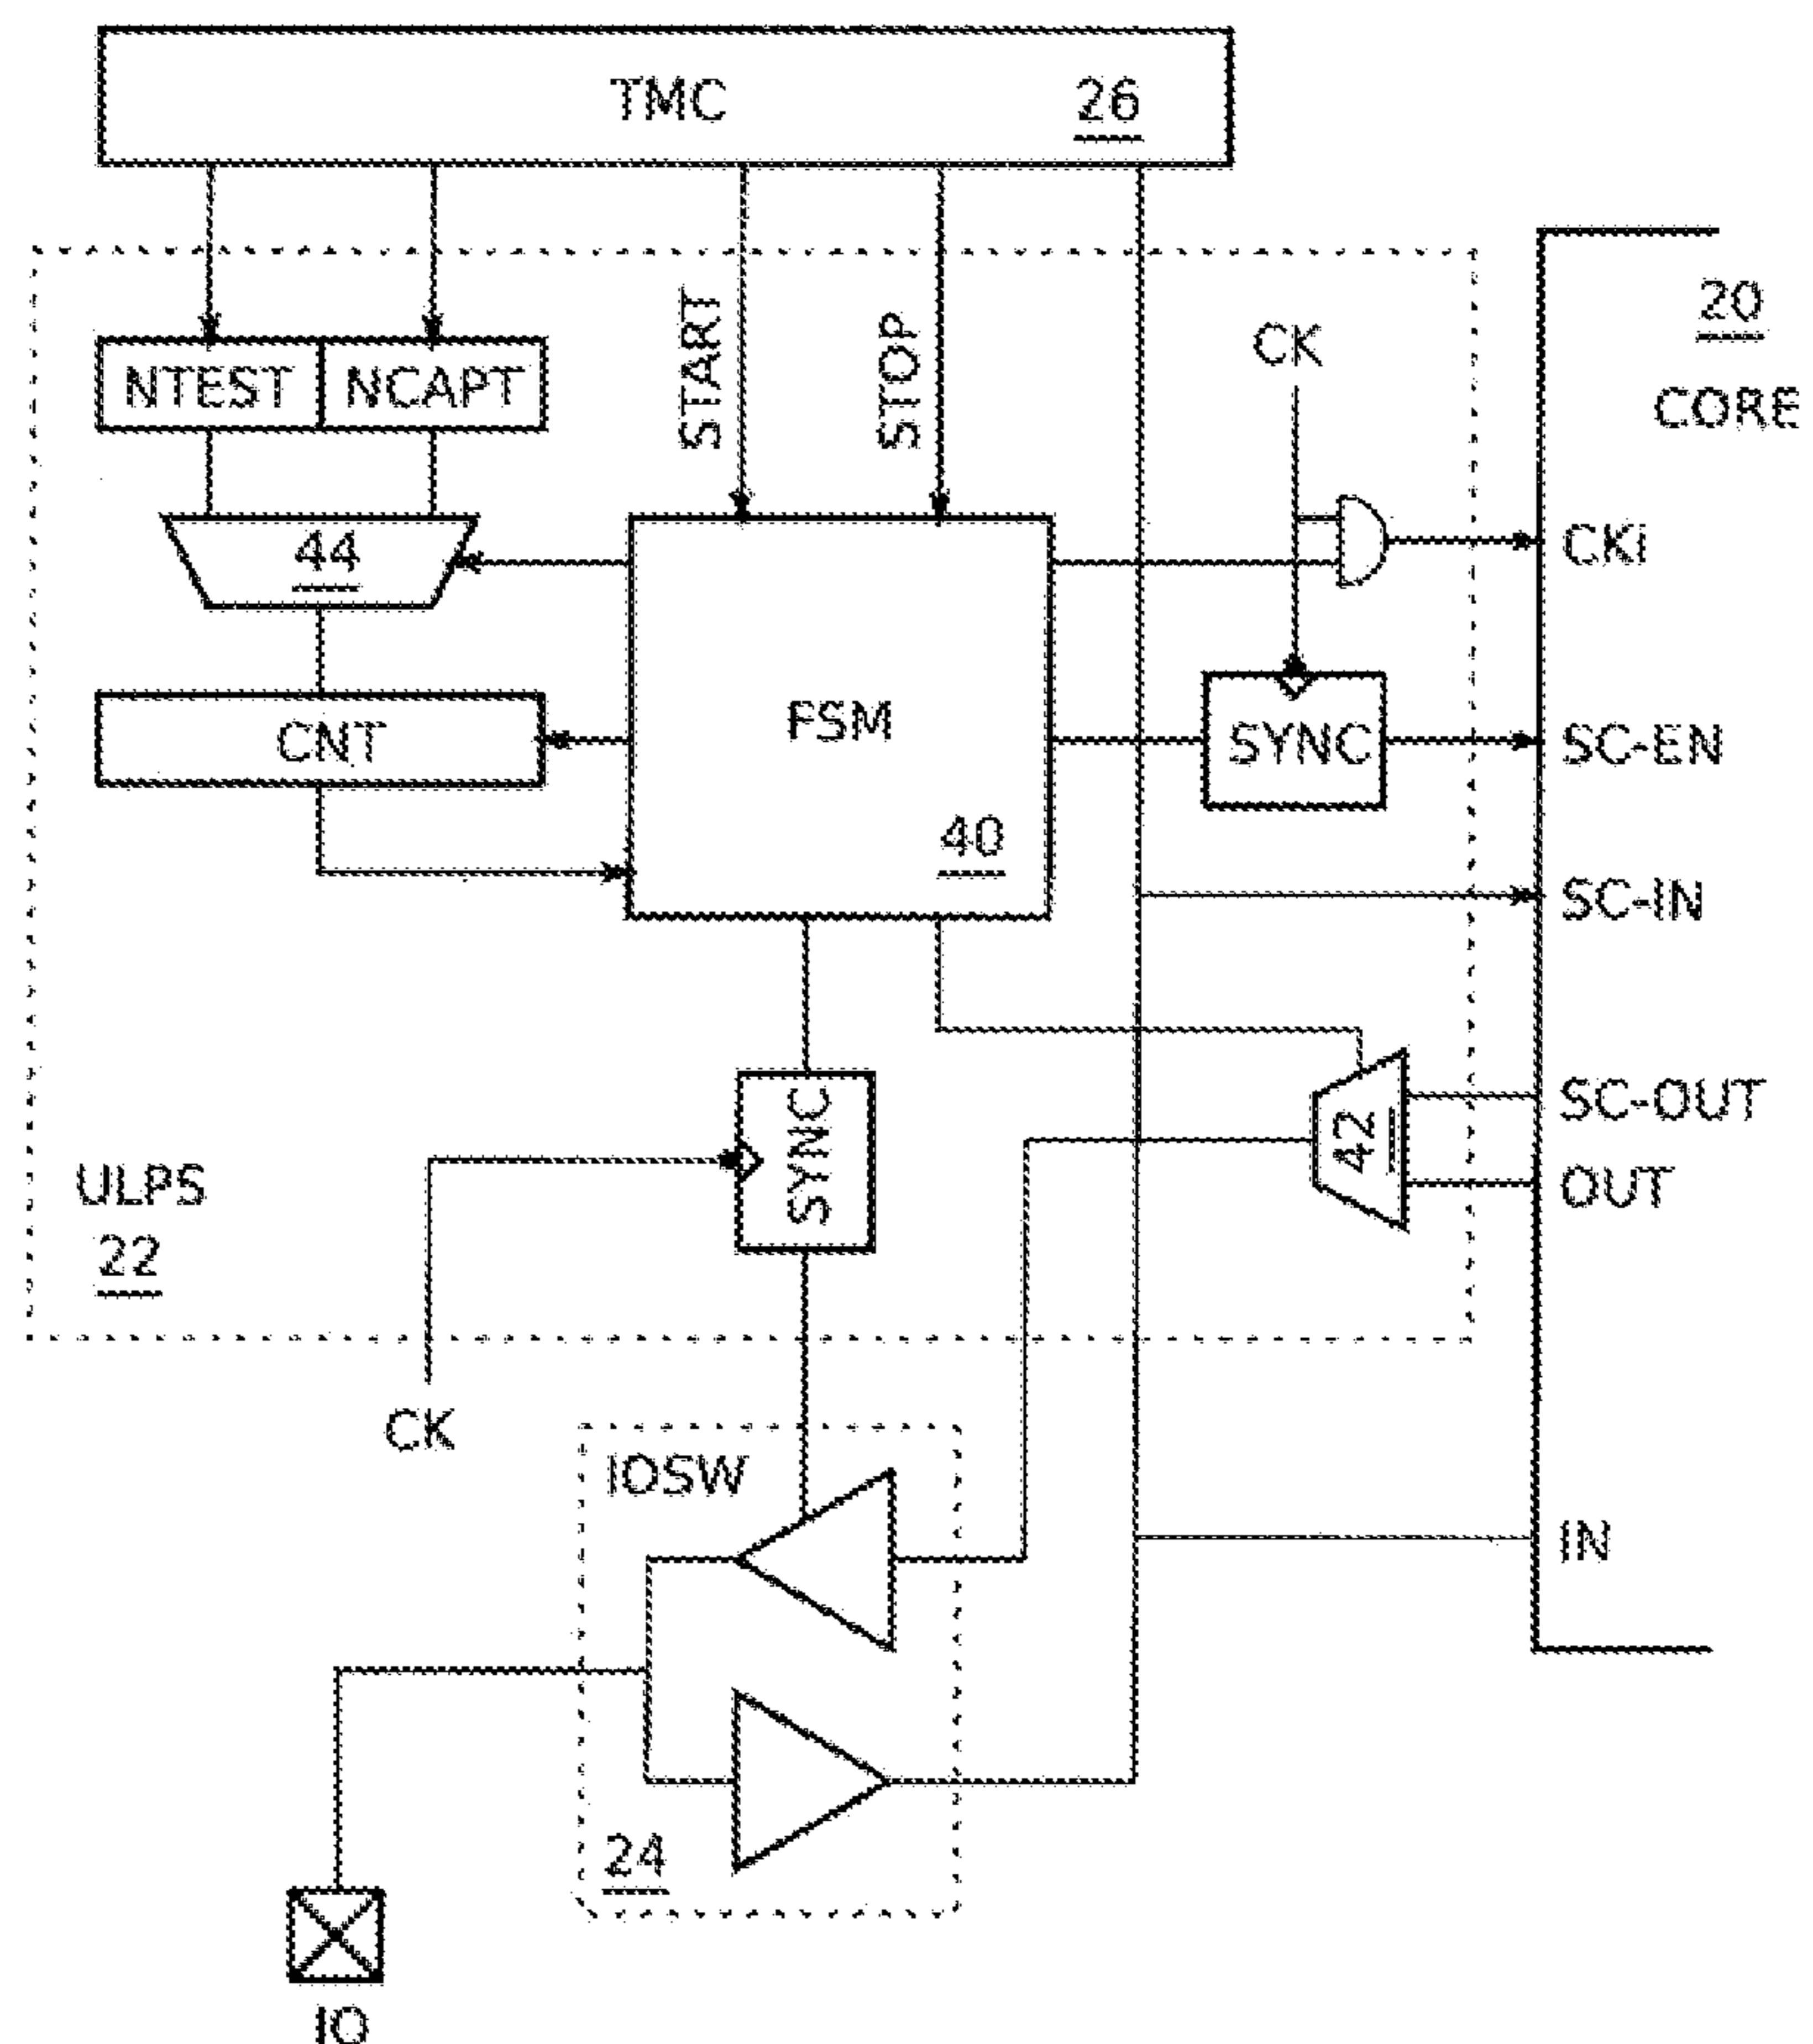 TMC 26
20
CORE
START
STOP
CK
NTEST NCAPT
44
CKi
CNT
FSM
SYNC
SC-EN
40
SC-IN
SYNC
42
SC-OUT
OUT
ULPS
22
CK
IOSW
IN
24
IO